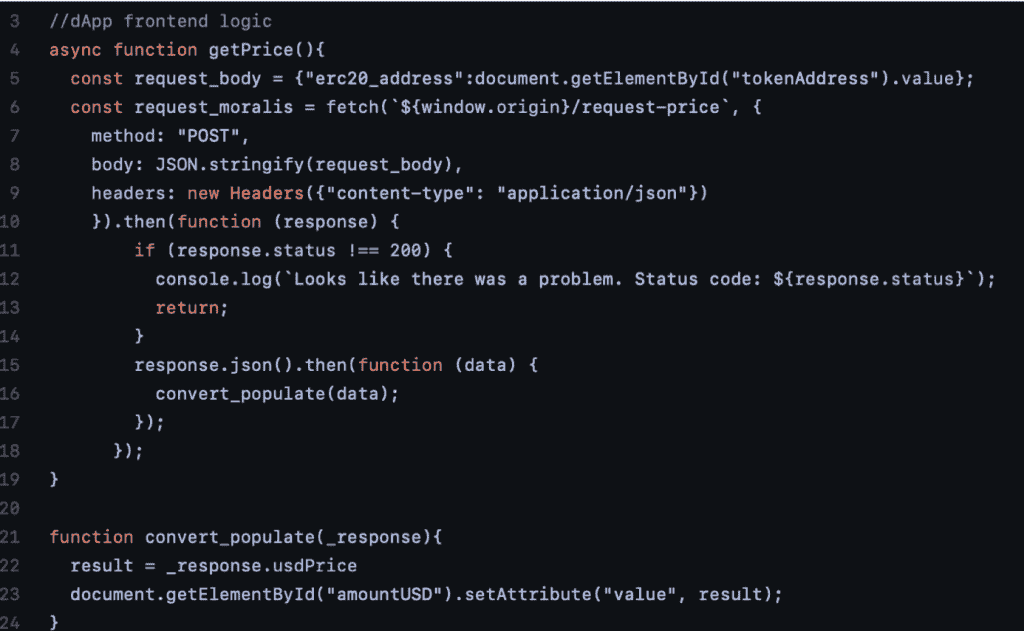 3 //dApp frontend logic
4 async function getPrice(){
5 const request_body = {"erc20_address":document.getElementById("tokenAddress").value};
6 const request_moralis = fetch(`${window.origin}/request-price`, {
7 method: "POST",
8 body: JSON.stringify(request_body),
9 headers: new Headers({"content-type": "application/json"})
10 }).then(function (response) {
11 if (response.status !== 200) {
12 console.log(`Looks like there was a problem. Status code: ${response.status}`);
13 return;
14 }
15 response.json().then(function (data) {
16 convert_populate(data);
17 });
18 });
19 }
20
21 function convert_populate(_response){
22 result = _response.usdPrice
23 document.getElementById("amountUSD").setAttribute("value", result);
24 }